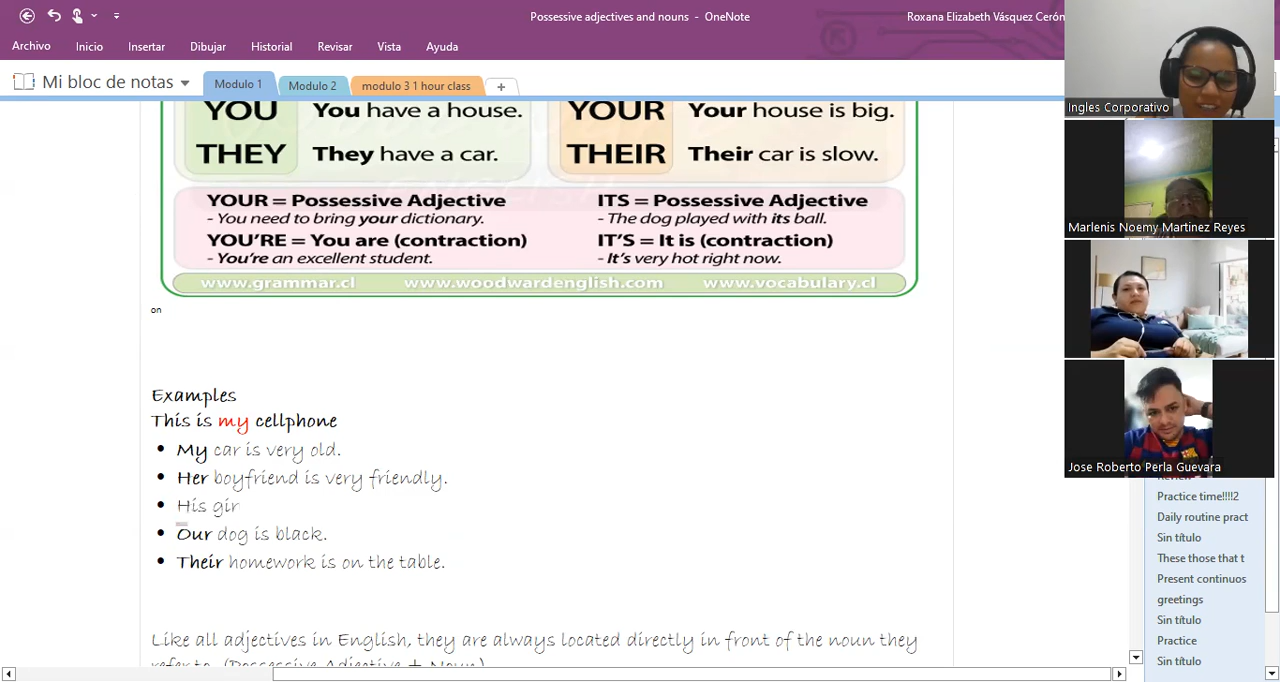 Possessive adjectives and nouns - OneNote
Roxana Elizabeth Vásquez Cerón
Archivo Inicio Insertar Dibujar Historial Revisar Vista Ayuda
Mi bloc de notas Modulo 1 Modulo 2 modulo 3 1 hour class +
YOU You have a house. YOUR Your house is big.
THEY They have a car. THEIR Their car is slow.
YOUR = Possessive Adjective
- You need to bring your dictionary.
YOU'RE = You are (contraction)
- You're an excellent student.
ITS = Possessive Adjective
- The dog played with its ball.
IT'S = It is (contraction)
- It's very hot right now.
www.grammar.cl www.woodwardenglish.com www.vocabulary.cl
on
Examples
This is my cellphone
• My car is very old.
• Her boyfriend is very friendly.
• His gir
• Our dog is black.
• Their homework is on the table.
Like all adjectives in English, they are always located directly in front of the noun they
refer to. (Possessive Adjective + Noun)
Ingles Corporativo
Marlenis Noemy Martinez Reyes
Jose Roberto Perla Guevara
Review
Practice time!!!!2
Daily routine pract
Sin título
These those that t
Present continuos
greetings
Sin título
Practice
Sin título